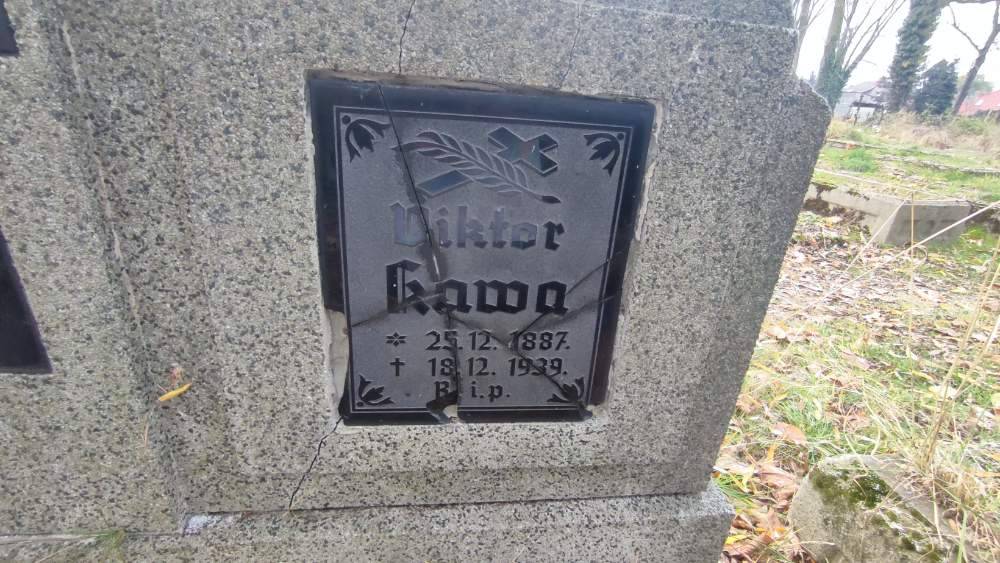 Viktor
Kawa
* 25.12.1887.
† 18.12.1939.
R.i.p.